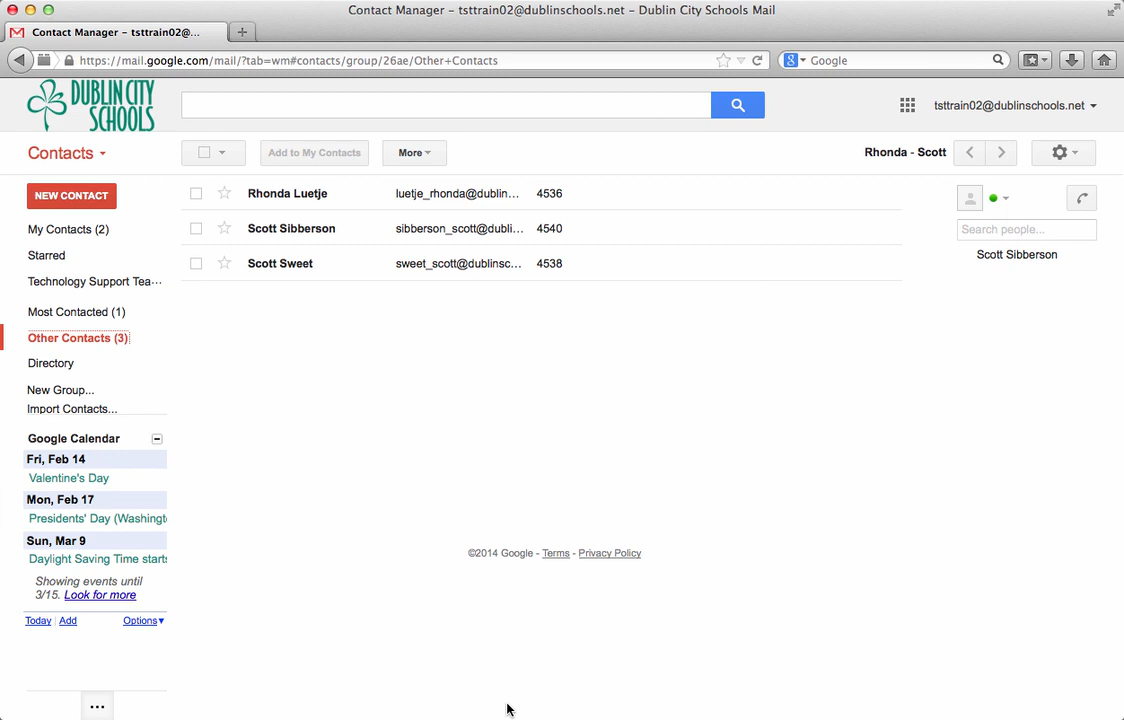 Contact Manager – tsttrain02@dublinschools.net – Dublin City Schools Mail
Contact Manager – tsttrain02@...
https://mail.google.com/mail/?tab=wm#contacts/group/26ae/Other+Contacts
Google
DUBLIN CITY
SCHOOLS
tsttrain02@dublinschools.net
Contacts
Add to My Contacts
More
Rhonda - Scott
NEW CONTACT
My Contacts (2)
Starred
Technology Support Tea...
Most Contacted (1)
Other Contacts (3)
Directory
New Group...
Import Contacts...
Rhonda Luetje luetje_rhonda@dublin... 4536
Scott Sibberson sibberson_scott@dubli... 4540
Scott Sweet sweet_scott@dublinsc... 4538
Search people...
Scott Sibberson
Google Calendar
Fri, Feb 14
Valentine's Day
Mon, Feb 17
Presidents' Day (Washingt
Sun, Mar 9
Daylight Saving Time starts
Showing events until
3/15. Look for more
Today Add Options▾
©2014 Google - Terms - Privacy Policy